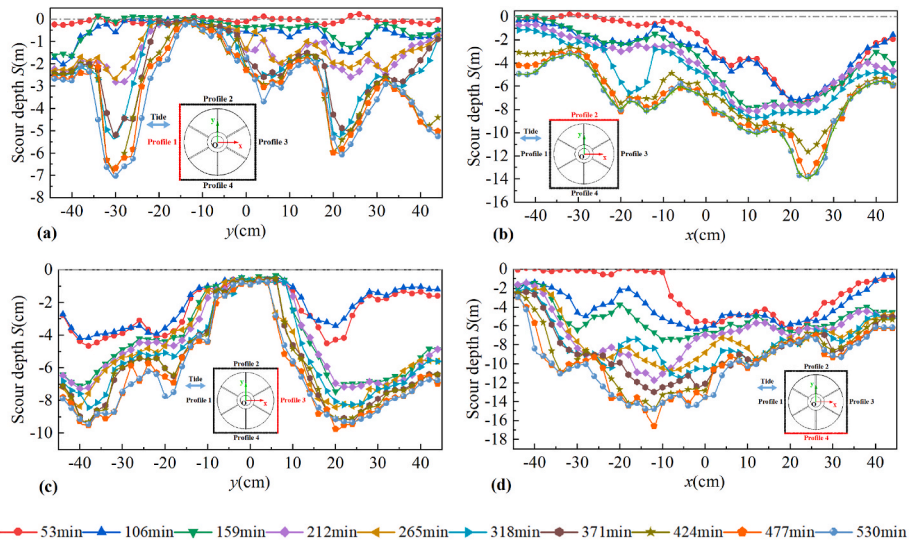 Scour depth S(m)
0
-1
-2
-3
-4
-5
-6
-7
-8
-40 -30 -20 -10 0 10 20 30 40
y(cm)
(a)
Tide
Profile 2
Profile 1
Profile 3
Profile 4
y
O
x
Scour depth S(m)
0
-2
-4
-6
-8
-10
-12
-14
-16
-40 -30 -20 -10 0 10 20 30 40
x(cm)
(b)
Tide
Profile 2
Profile 1
Profile 3
Profile 4
y
O
x
Scour depth S(m)
0
-2
-4
-6
-8
-10
-40 -30 -20 -10 0 10 20 30 40
y(cm)
(c)
Tide
Profile 2
Profile 1
Profile 3
Profile 4
y
O
x
Scour depth S(m)
0
-2
-4
-6
-8
-10
-12
-14
-16
-18
-40 -30 -20 -10 0 10 20 30 40
x(cm)
(d)
Tide
Profile 2
Profile 1
Profile 3
Profile 4
y
O
x
53min 106min 159min 212min 265min 318min 371min 424min 477min 530min